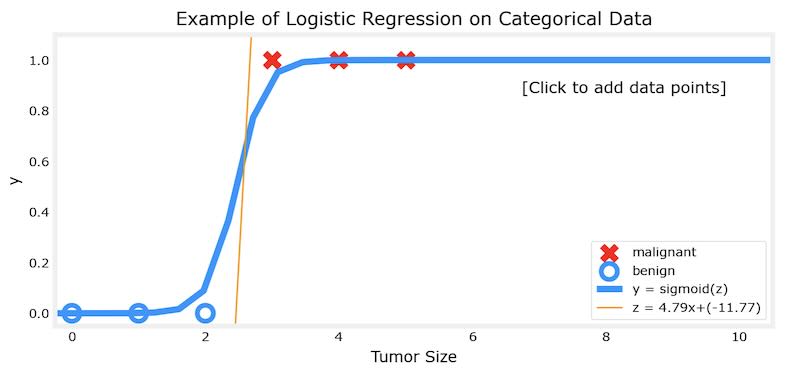 Example of Logistic Regression on Categorical Data
1.0
[Click to add data points]
0.8
0.6
y
0.4
0.2
0.0
malignant
benign
y = sigmoid(z)
z = 4.79x+(-11.77)
0 2 4 6 8 10
Tumor Size